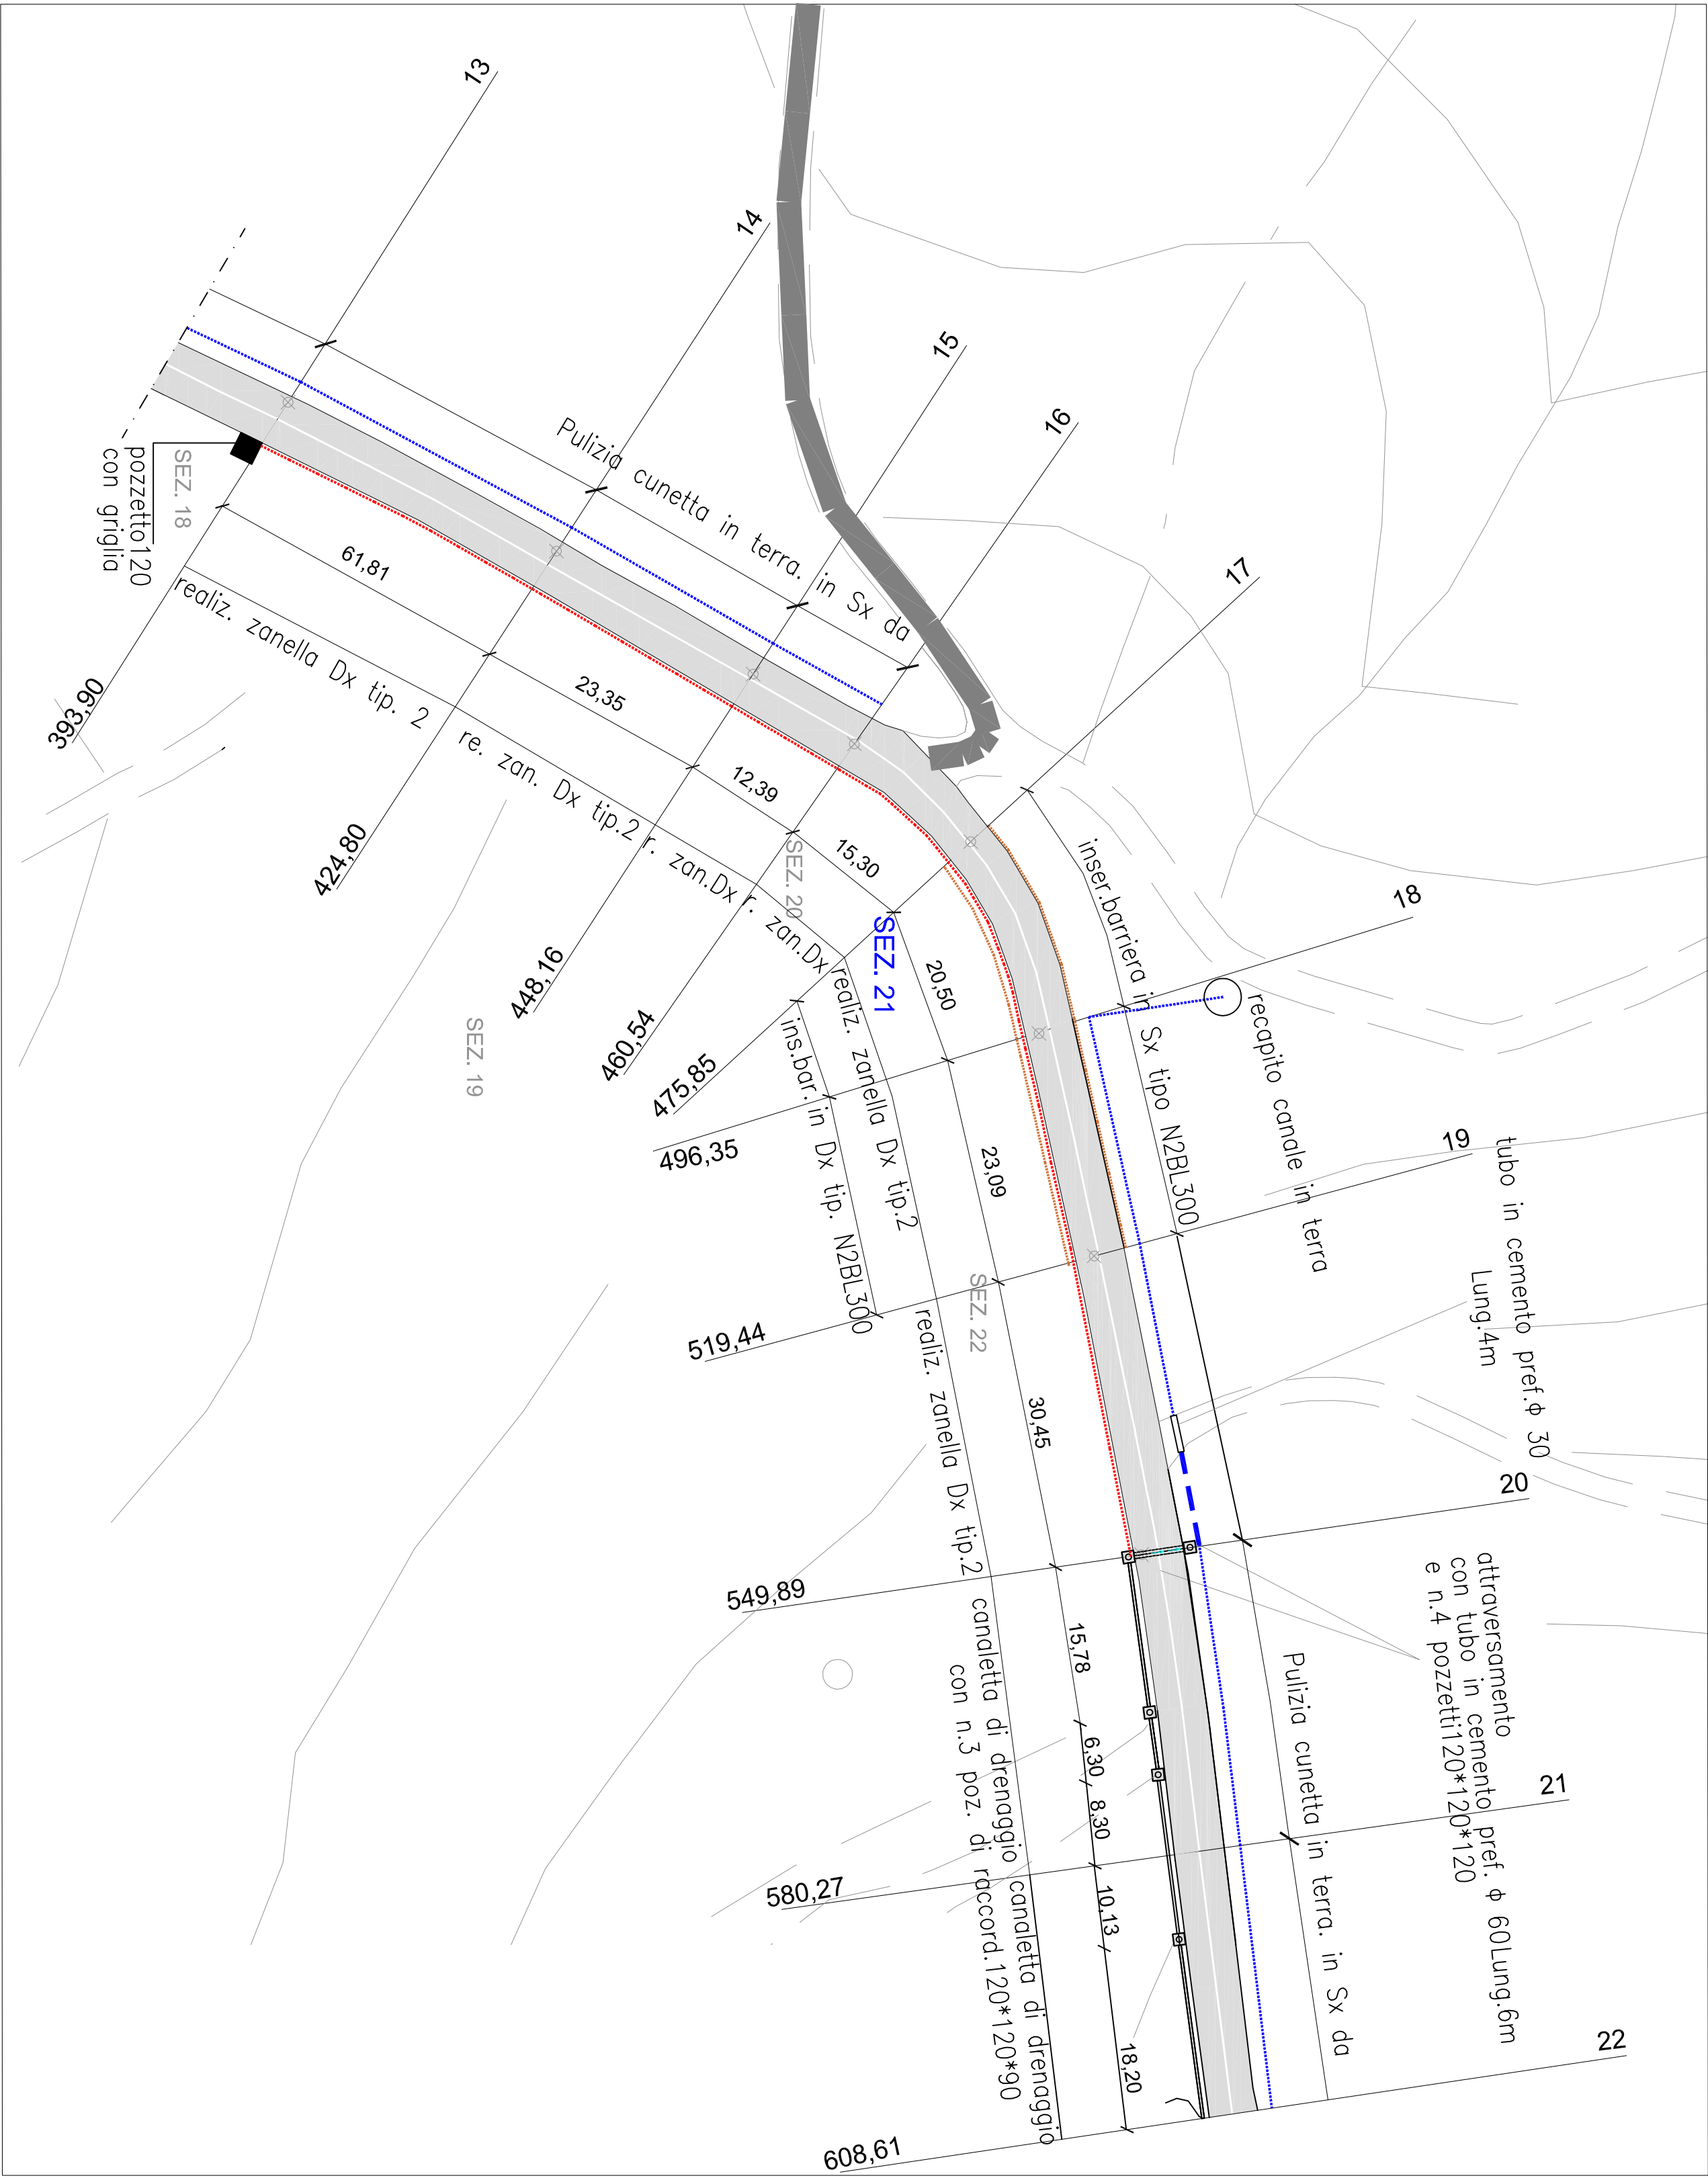 13
14
15
16
17
18
19
20
21
22
Pulizia cunetta in terra. in Sx da
pozzetto120
con griglia
SEZ. 18
61,81
23,35
12,39
15,30
20,50
23,09
30,45
15,78
6,30
8,30
10,13
18,20
realiz. zanella Dx tip. 2
re. zan. Dx tip.2
r. zan.Dx
r. zan.Dx
realiz. zanella Dx tip.2
realiz. zanella Dx tip.2
canaletta di drenaggio
con n.3 poz. di raccord.120*120*90
canaletta di drenaggio
ins.bar. in Dx tip. N2BL300
inser.barriera in Sx tipo N2BL300
recapito canale in terra
tubo in cemento pref.ϕ 30
Lung.4m
attraversamento
con tubo in cemento pref. ϕ 60Lung.6m
e n.4 pozzetti120*120*120
Pulizia cunetta in terra. in Sx da
SEZ. 19
SEZ. 20
SEZ. 21
SEZ. 22
393,90
424,80
448,16
460,54
475,85
496,35
519,44
549,89
580,27
608,61